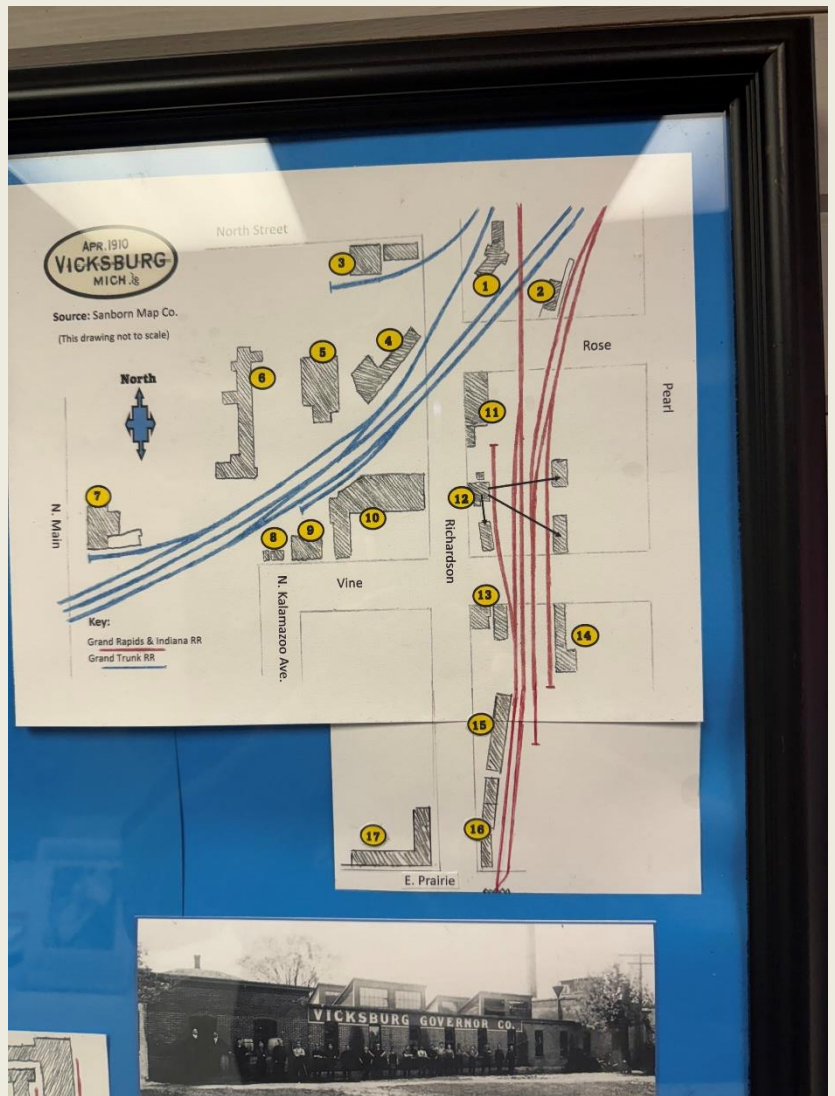 North Street
APR. 1910
VICKSBURG
MICH.
Source: Sanborn Map Co.
(This drawing not to scale)
North
3
1
2
4
5
6
Rose
Pearl
11
7
12
N. Main
8
9
10
Richardson
Vine
N. Kalamazoo Ave.
13
14
Key:
Grand Rapids & Indiana RR
Grand Trunk RR
15
16
17
E. Prairie
VICKSBURG GOVERNOR CO.